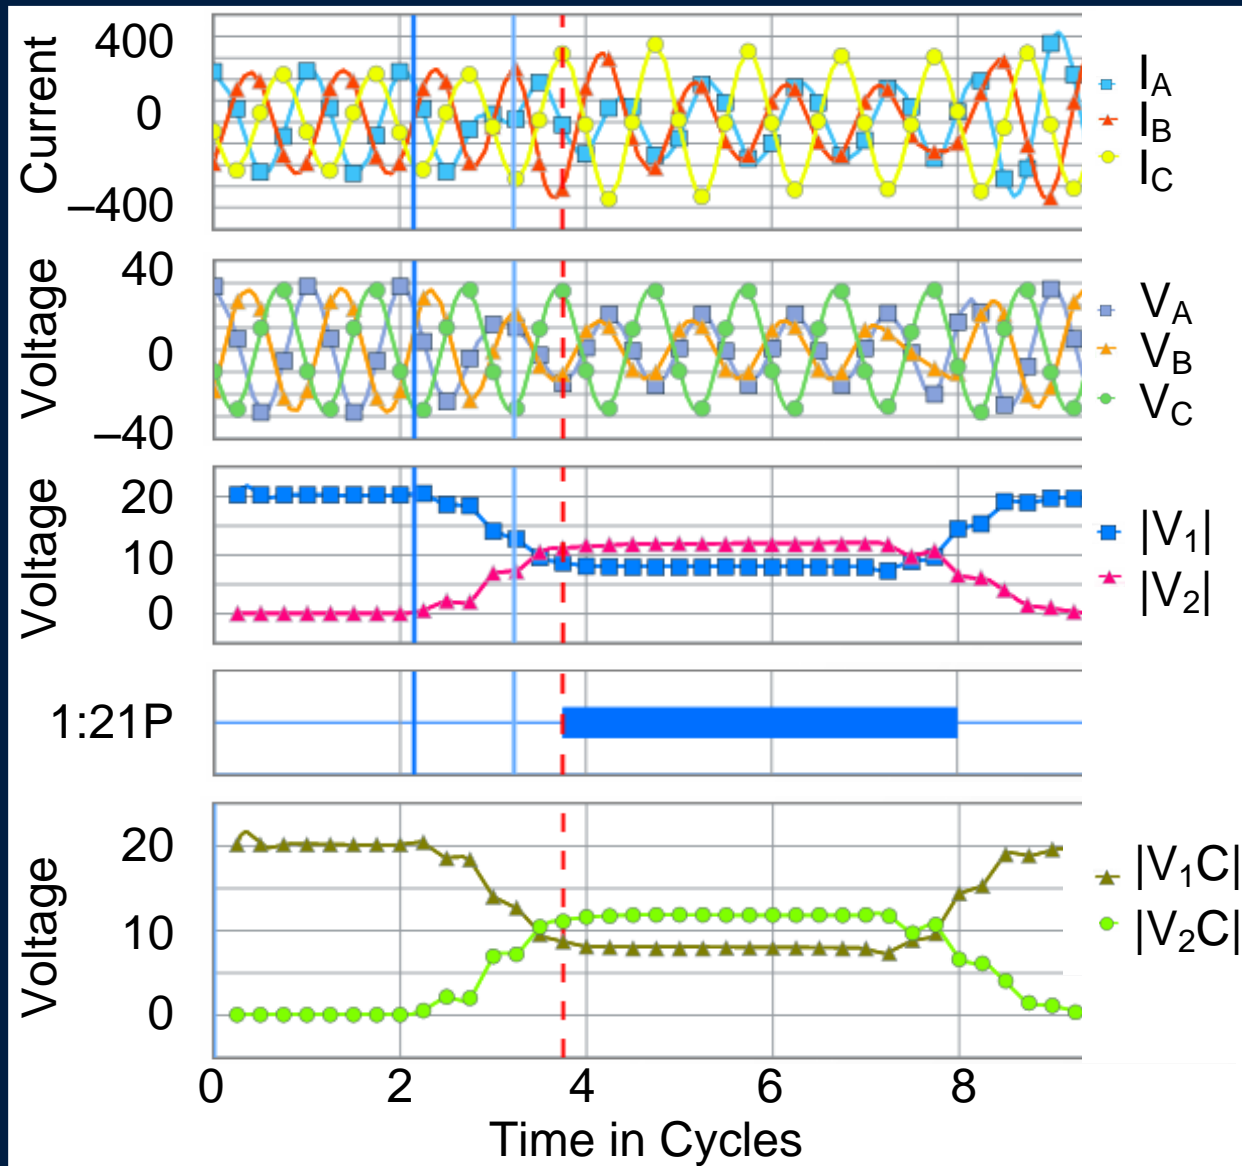 Current
400
0
–400
I_A
I_B
I_C
Voltage
40
0
–40
V_A
V_B
V_C
Voltage
20
10
0
|V_1|
|V_2|
1:21P
Voltage
20
10
0
|V_1C|
|V_2C|
0 2 4 6 8
Time in Cycles